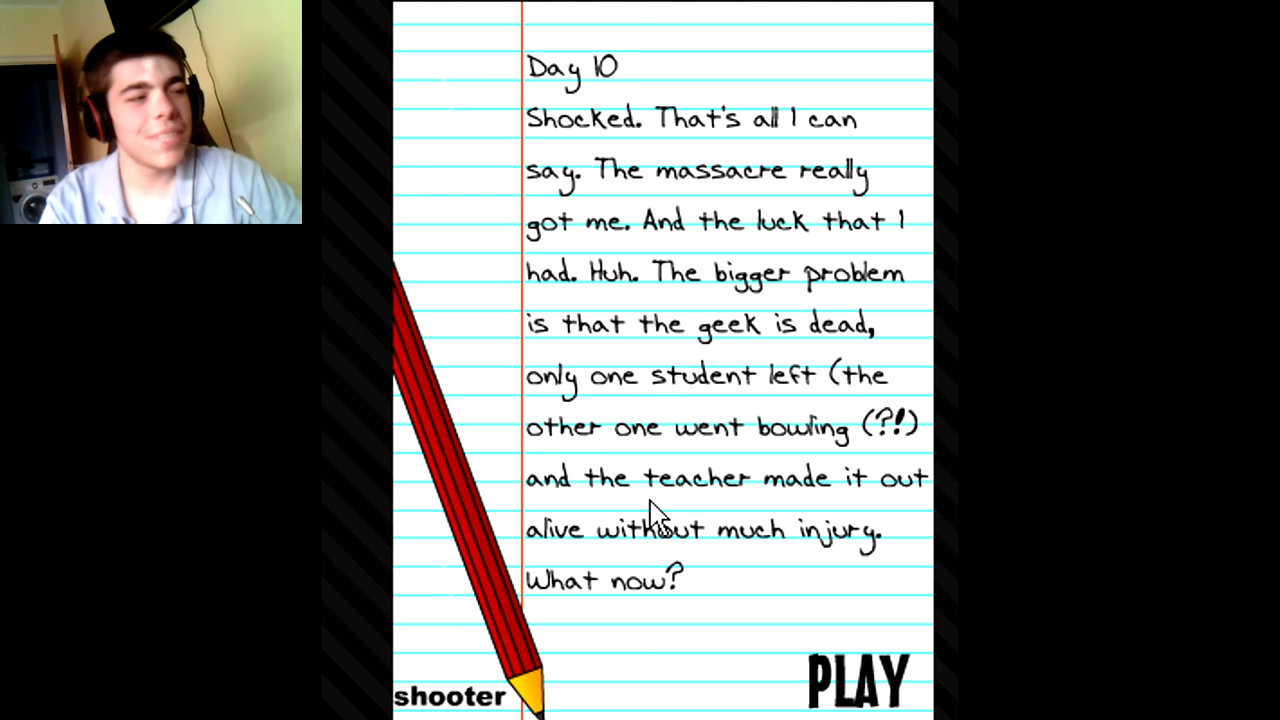 Day 10
Shocked. That's all I can
say. The massacre really
got me. And the luck that I
had. Huh. The bigger problem
is that the geek is dead,
only one student left (the
other one went bowling (?!)
and the teacher made it out
alive without much injury.
What now?
shooter
PLAY